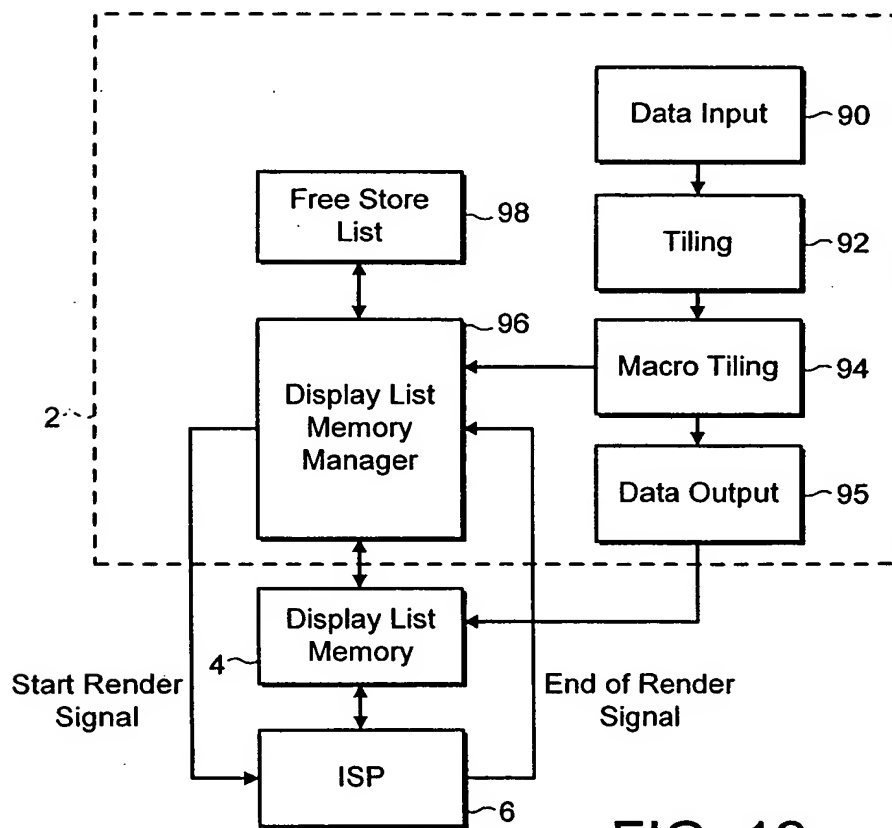 Data Input
90
Free Store
List
98
Tiling
92
96
Display List
Memory
Manager
Macro Tiling
94
2
Data Output
95
Display List
Memory
4
Start Render
Signal
End of Render
Signal
ISP
6